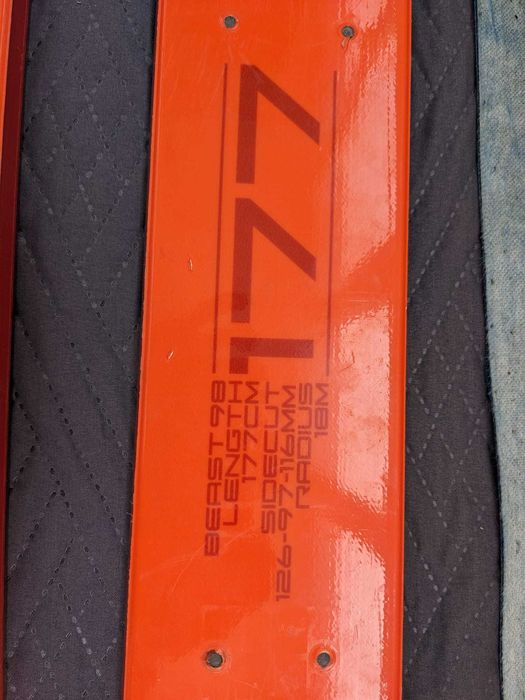 177
BEAST 98
LENGTH
177CM
SIDECUT
126-97-116MM
RADIUS
18M